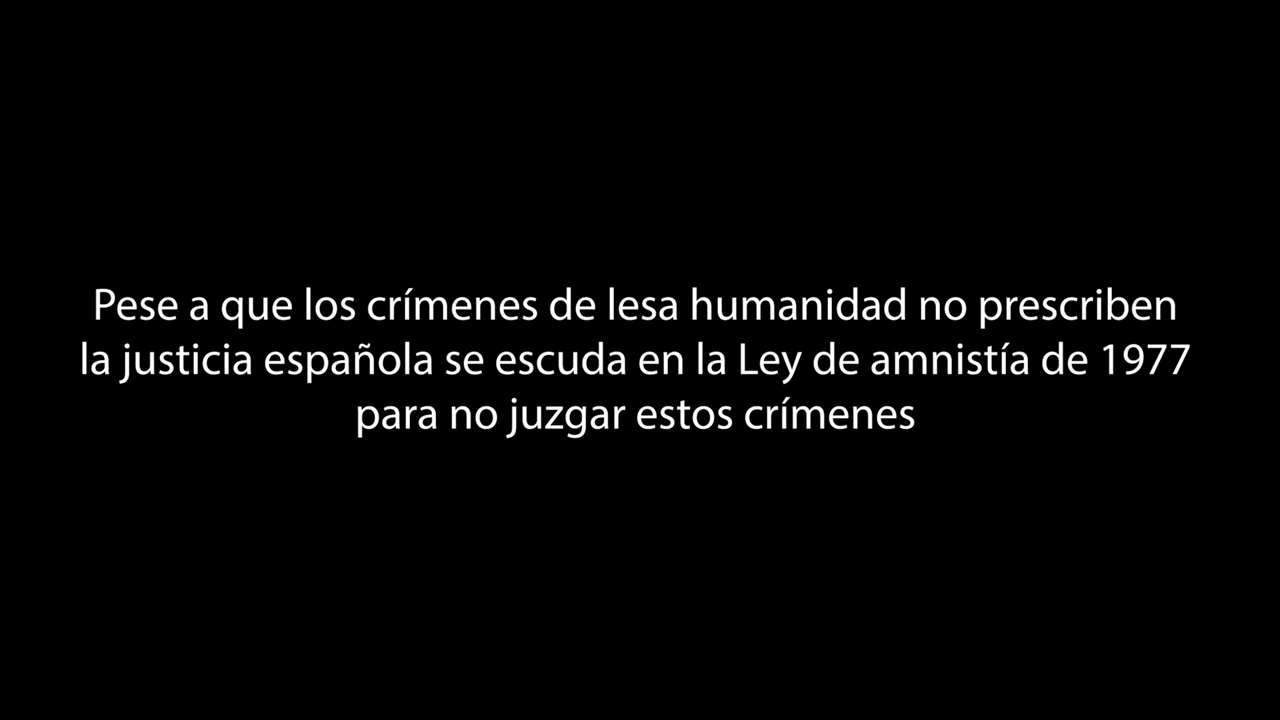 Pese a que los crímenes de lesa humanidad no prescriben
la justicia española se escuda en la Ley de amnistía de 1977
para no juzgar estos crímenes